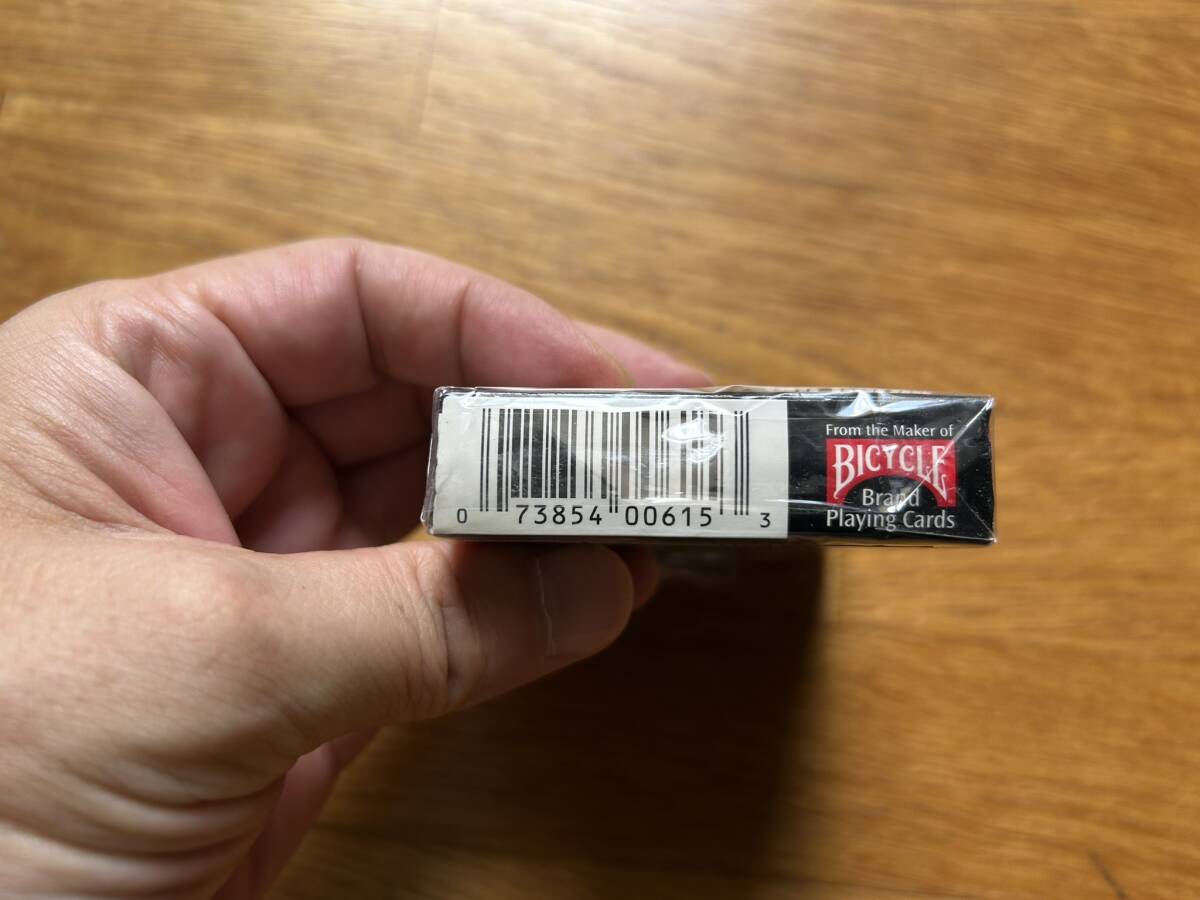 0 73854 00615 3
From the Maker of
BICYCLE
Brand
Playing Cards